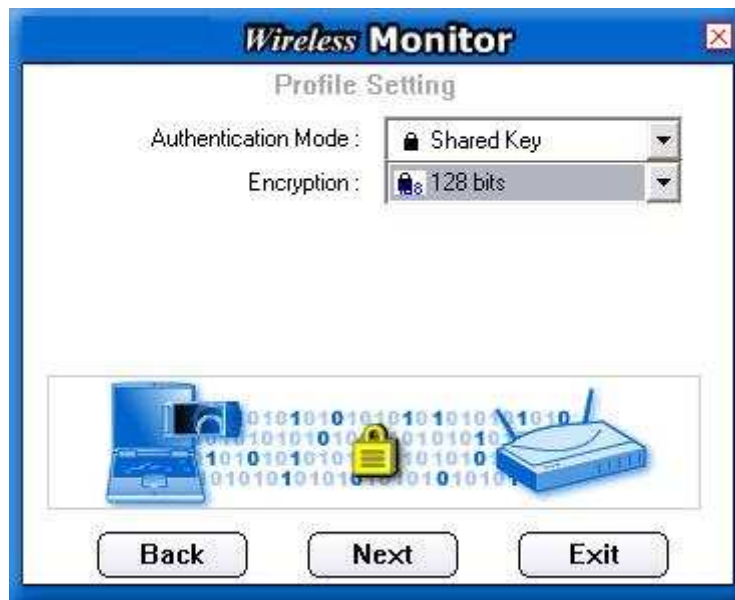 Wireless Monitor
Profile Setting
Authentication Mode : Shared Key
Encryption : 128 bits
Back Next Exit